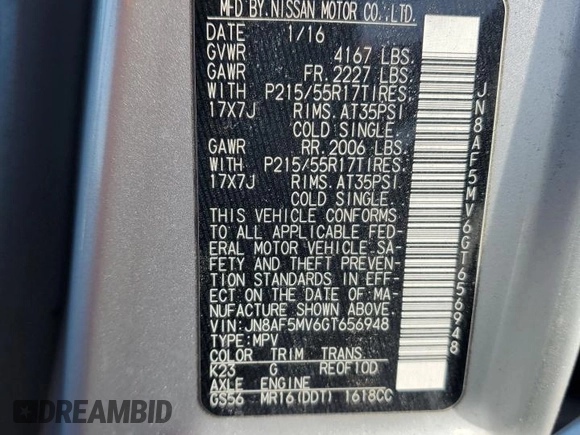 MFD BY.NISSAN MOTOR CO.,LTD.
DATE 1/16
GVWR 4167 LBS.
GAWR FR. 2227 LBS.
WITH P215/55R17TIRES,
17X7J RIMS, AT35PSI
COLD SINGLE.
GAWR RR. 2006 LBS.
WITH P215/55R17TIRES,
17X7J RIMS, AT35PSI
COLD SINGLE.
THIS VEHICLE CONFORMS
TO ALL APPLICABLE FED-
ERAL MOTOR VEHICLE SA-
FETY AND THEFT PREVEN-
TION STANDARDS IN EFF-
ECT ON THE DATE OF MA-
NUFACTURE SHOWN ABOVE.
VIN:JN8AF5MV6GT656948
TYPE:MPV
COLOR TRIM TRANS
K23 G RE0F10D
AXLE ENGINE
GS56 MR16(DDT) 1618CC
JN8AF5MV6GT656948
DREAMBID
DREAMBID